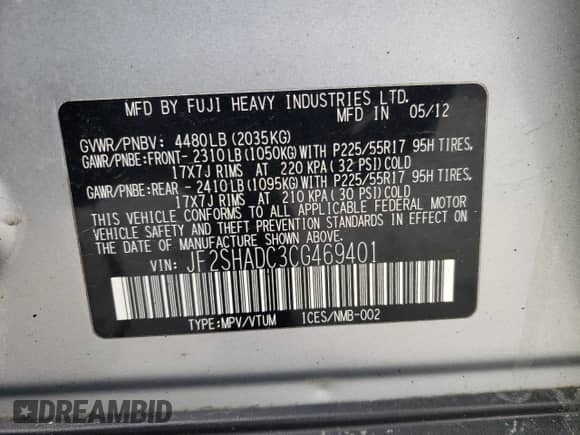 MFD BY FUJI HEAVY INDUSTRIES LTD.
MFD IN 05/12
GVWR/PNBV: 4480LB (2035KG)
GAWR/PNBE:FRONT- 2310LB (1050KG)WITH P225/55R17 95H TIRES,
17X7J RIMS AT 220 KPA (32 PSI)COLD
GAWR/PNBE:REAR - 2410LB (1095KG)WITH P225/55R17 95H TIRES,
17X7J RIMS AT 210 KPA (30 PSI)COLD
THIS VEHICLE CONFORMS TO ALL APPLICABLE FEDERAL MOTOR
VEHICLE SAFETY AND THEFT PREVENTION STANDARDS IN EFFECT ON
THE DATE OF MANUFACTURE SHOWN ABOVE.
VIN: JF2SHADC3CG469401
TYPE:MPV/VTUM ICES/NMB-002
DREAMBID